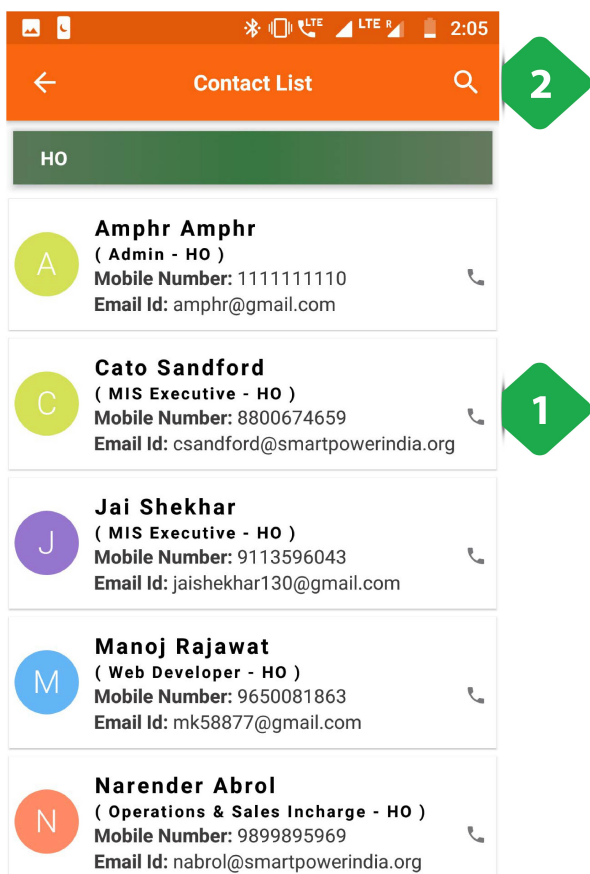 LTE LTE R 2:05
Contact List
2
HO
A
Amphr Amphr
( Admin - HO )
Mobile Number: 1111111110
Email Id: amphr@gmail.com
C
Cato Sandford
( MIS Executive - HO )
Mobile Number: 8800674659
Email Id: csandford@smartpowerindia.org
1
J
Jai Shekhar
( MIS Executive - HO )
Mobile Number: 9113596043
Email Id: jaishekhar130@gmail.com
M
Manoj Rajawat
( Web Developer - HO )
Mobile Number: 9650081863
Email Id: mk58877@gmail.com
N
Narender Abrol
( Operations & Sales Incharge - HO )
Mobile Number: 9899895969
Email Id: nabrol@smartpowerindia.org